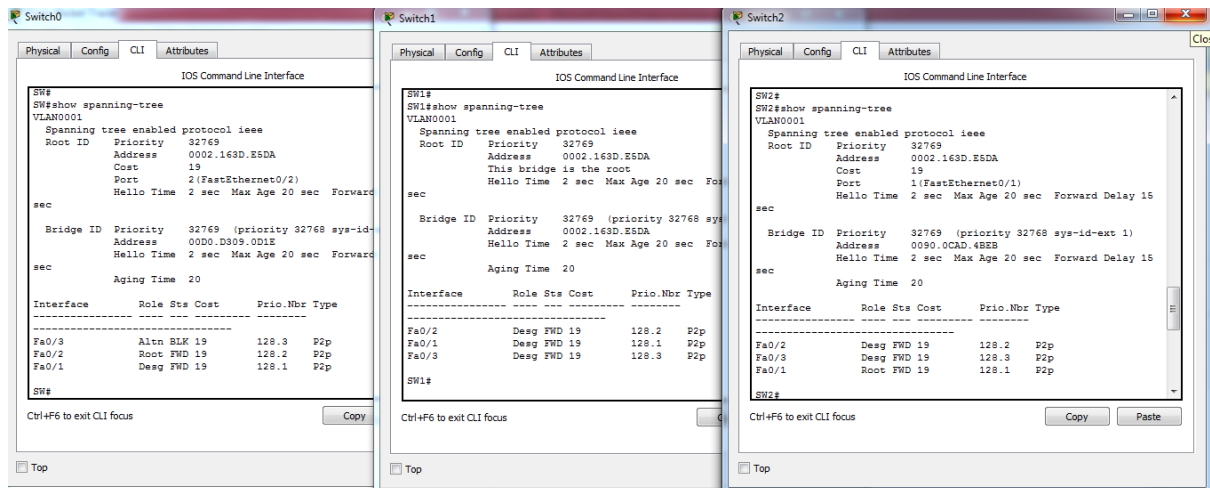 Switch0
Physical Config CLI Attributes
IOS Command Line Interface
SW#
SW#show spanning-tree
VLAN0001
Spanning tree enabled protocol ieee
Root ID Priority 32769
Address 0002.163D.E5DA
Cost 19
Port 2(FastEthernet0/2)
Hello Time 2 sec Max Age 20 sec Forward
sec
Bridge ID Priority 32769 (priority 32768 sys-id-
Address 00D0.D309.0D1E
Hello Time 2 sec Max Age 20 sec Forward
sec
Aging Time 20
Interface Role Sts Cost Prio.Nbr Type
---------------- ---- --- --------- --------
--------------------------------
Fa0/3 Altn BLK 19 128.3 P2p
Fa0/2 Root FWD 19 128.2 P2p
Fa0/1 Desg FWD 19 128.1 P2p
SW#
Ctrl+F6 to exit CLI focus
Copy
Top
Switch1
Physical Config CLI Attributes
IOS Command Line Interface
SW1#
SW1#show spanning-tree
VLAN0001
Spanning tree enabled protocol ieee
Root ID Priority 32769
Address 0002.163D.E5DA
This bridge is the root
Hello Time 2 sec Max Age 20 sec For
sec
Bridge ID Priority 32769 (priority 32768 sys
Address 0002.163D.E5DA
Hello Time 2 sec Max Age 20 sec For
sec
Aging Time 20
Interface Role Sts Cost Prio.Nbr Type
---------------- ---- --- --------- --------
--------------------------------
Fa0/2 Desg FWD 19 128.2 P2p
Fa0/1 Desg FWD 19 128.1 P2p
Fa0/3 Desg FWD 19 128.3 P2p
SW1#
Ctrl+F6 to exit CLI focus
Top
Switch2
Clos
Physical Config CLI Attributes
IOS Command Line Interface
SW2#
SW2#show spanning-tree
VLAN0001
Spanning tree enabled protocol ieee
Root ID Priority 32769
Address 0002.163D.E5DA
Cost 19
Port 1(FastEthernet0/1)
Hello Time 2 sec Max Age 20 sec Forward Delay 15
sec
Bridge ID Priority 32769 (priority 32768 sys-id-ext 1)
Address 0090.0CAD.4BEB
Hello Time 2 sec Max Age 20 sec Forward Delay 15
sec
Aging Time 20
Interface Role Sts Cost Prio.Nbr Type
---------------- ---- --- --------- --------
--------------------------------
Fa0/2 Desg FWD 19 128.2 P2p
Fa0/3 Desg FWD 19 128.3 P2p
Fa0/1 Root FWD 19 128.1 P2p
SW2#
Ctrl+F6 to exit CLI focus
Copy Paste
Top